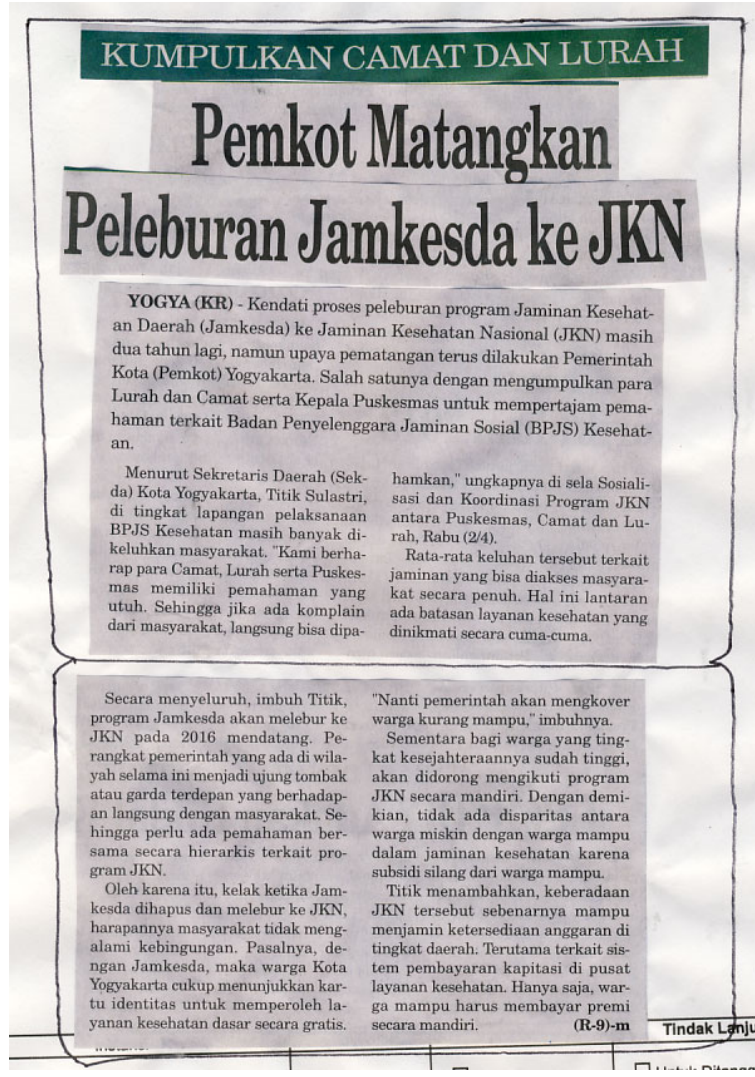 KUMPULKAN CAMAT DAN LURAH
Pemkot Matangkan
Peleburan Jamkesda ke JKN
YOGYA (KR) - Kendati proses peleburan program Jaminan Kesehat-
an Daerah (Jamkesda) ke Jaminan Kesehatan Nasional (JKN) masih
dua tahun lagi, namun upaya pematangan terus dilakukan Pemerintah
Kota (Pemkot) Yogyakarta. Salah satunya dengan mengumpulkan para
Lurah dan Camat serta Kepala Puskesmas untuk mempertajam pema-
haman terkait Badan Penyelenggara Jaminan Sosial (BPJS) Kesehat-
an.
Menurut Sekretaris Daerah (Sek-
da) Kota Yogyakarta, Titik Sulastri,
di tingkat lapangan pelaksanaan
BPJS Kesehatan masih banyak di-
keluhkan masyarakat. "Kami berha-
rap para Camat, Lurah serta Puskes-
mas memiliki pemahaman yang
utuh. Sehingga jika ada komplain
dari masyarakat, langsung bisa dipa-
hamkan," ungkapnya di sela Sosiali-
sasi dan Koordinasi Program JKN
antara Puskesmas, Camat dan Lu-
rah, Rabu (2/4).
Rata-rata keluhan tersebut terkait
jaminan yang bisa diakses masyara-
kat secara penuh. Hal ini lantaran
ada batasan layanan kesehatan yang
dinikmati secara cuma-cuma.
Secara menyeluruh, imbuh Titik,
program Jamkesda akan melebur ke
JKN pada 2016 mendatang. Pe-
rangkat pemerintah yang ada di wila-
yah selama ini menjadi ujung tombak
atau garda terdepan yang berhadap-
an langsung dengan masyarakat. Se-
hingga perlu ada pemahaman ber-
sama secara hierarkis terkait pro-
gram JKN.
Oleh karena itu, kelak ketika Jam-
kesda dihapus dan melebur ke JKN,
harapannya masyarakat tidak meng-
alami kebingungan. Pasalnya, de-
ngan Jamkesda, maka warga Kota
Yogyakarta cukup menunjukkan kar-
tu identitas untuk memperoleh la-
yanan kesehatan dasar secara gratis.
"Nanti pemerintah akan mengkover
warga kurang mampu," imbuhnya.
Sementara bagi warga yang ting-
kat kesejahteraannya sudah tinggi,
akan didorong mengikuti program
JKN secara mandiri. Dengan demi-
kian, tidak ada disparitas antara
warga miskin dengan warga mampu
dalam jaminan kesehatan karena
subsidi silang dari warga mampu.
Titik menambahkan, keberadaan
JKN tersebut sebenarnya mampu
menjamin ketersediaan anggaran di
tingkat daerah. Terutama terkait sis-
tem pembayaran kapitasi di pusat
layanan kesehatan. Hanya saja, war-
ga mampu harus membayar premi
secara mandiri. (R-9)-m
Tindak Lanju